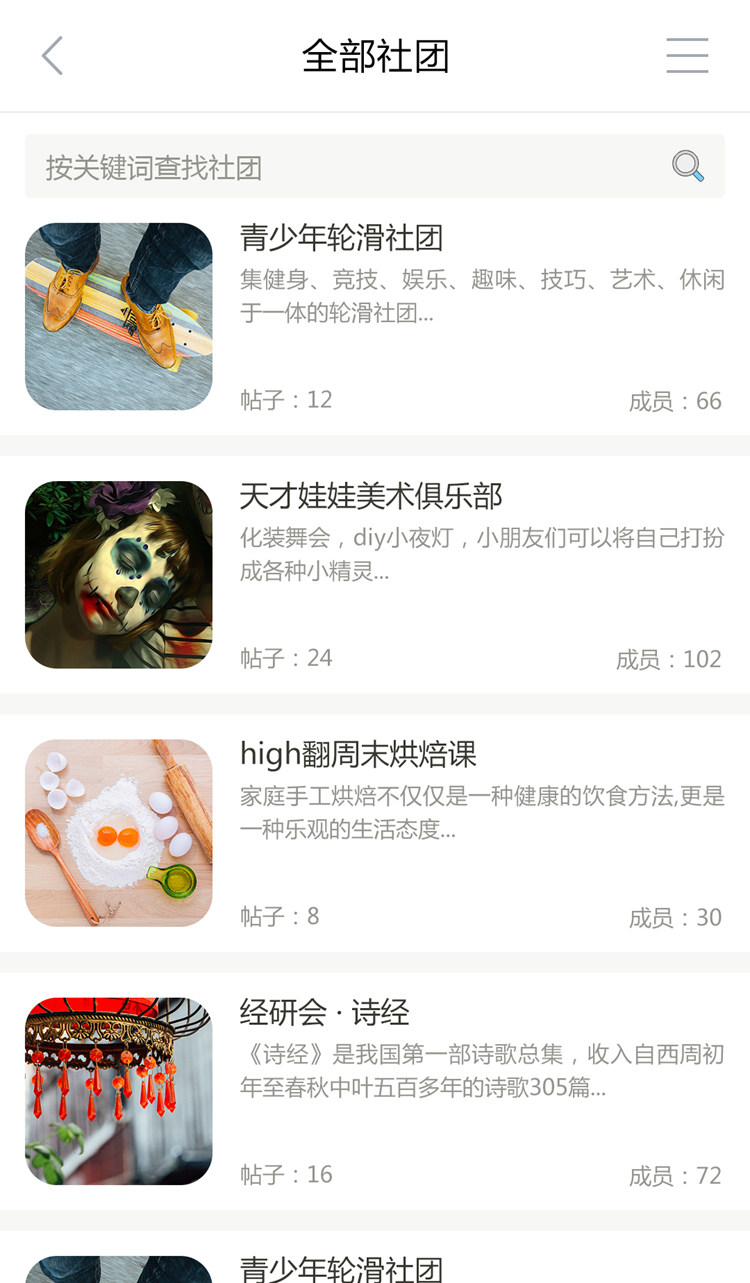 全部社团
按关键词查找社团
青少年轮滑社团
集健身、竞技、娱乐、趣味、技巧、艺术、休闲
于一体的轮滑社团...
帖子：12
成员：66
天才娃娃美术俱乐部
化装舞会，diy小夜灯，小朋友们可以将自己打扮
成各种小精灵...
帖子：24
成员：102
high翻周末烘焙课
家庭手工烘焙不仅仅是一种健康的饮食方法,更是
一种乐观的生活态度...
帖子：8
成员：30
经研会 · 诗经
《诗经》是我国第一部诗歌总集，收入自西周初
年至春秋中叶五百多年的诗歌305篇...
帖子：16
成员：72
青少年轮滑社团